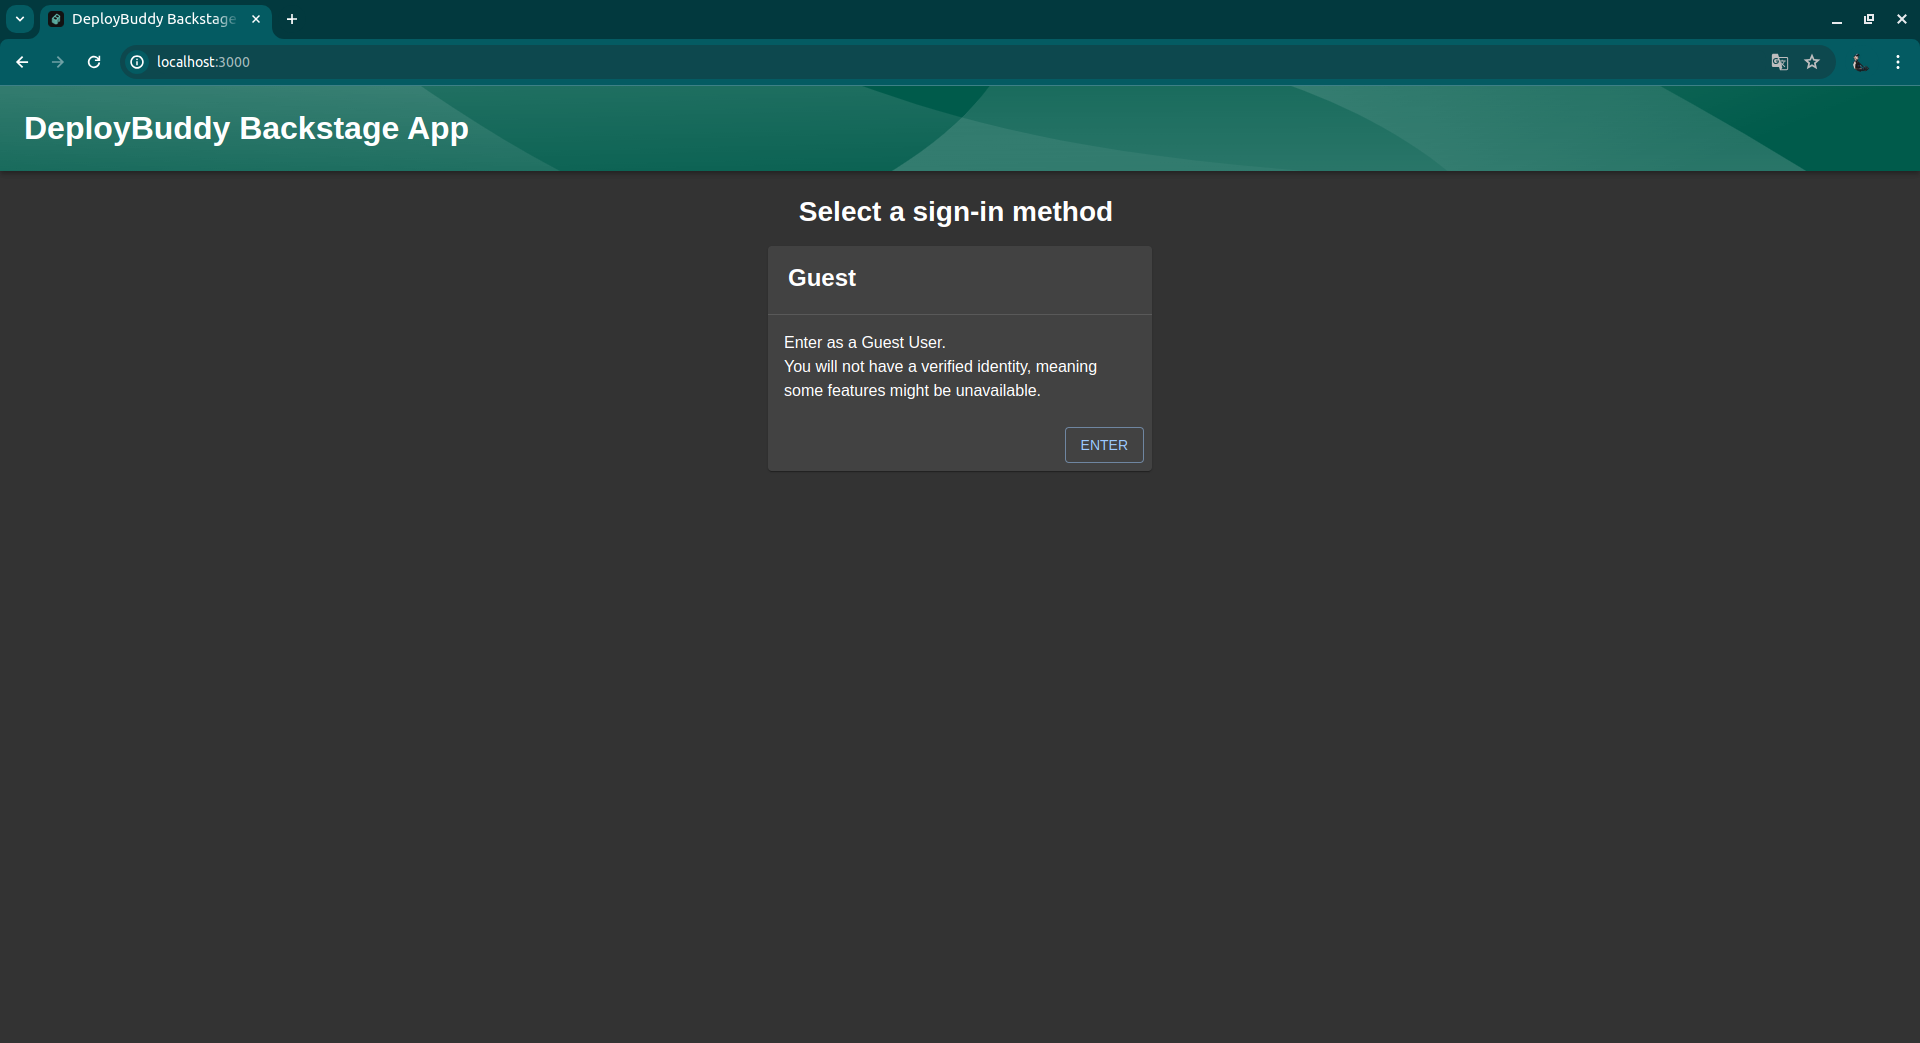 DeployBuddy Backstage
localhost:3000
DeployBuddy Backstage App
Select a sign-in method
Guest
Enter as a Guest User.
You will not have a verified identity, meaning
some features might be unavailable.
ENTER